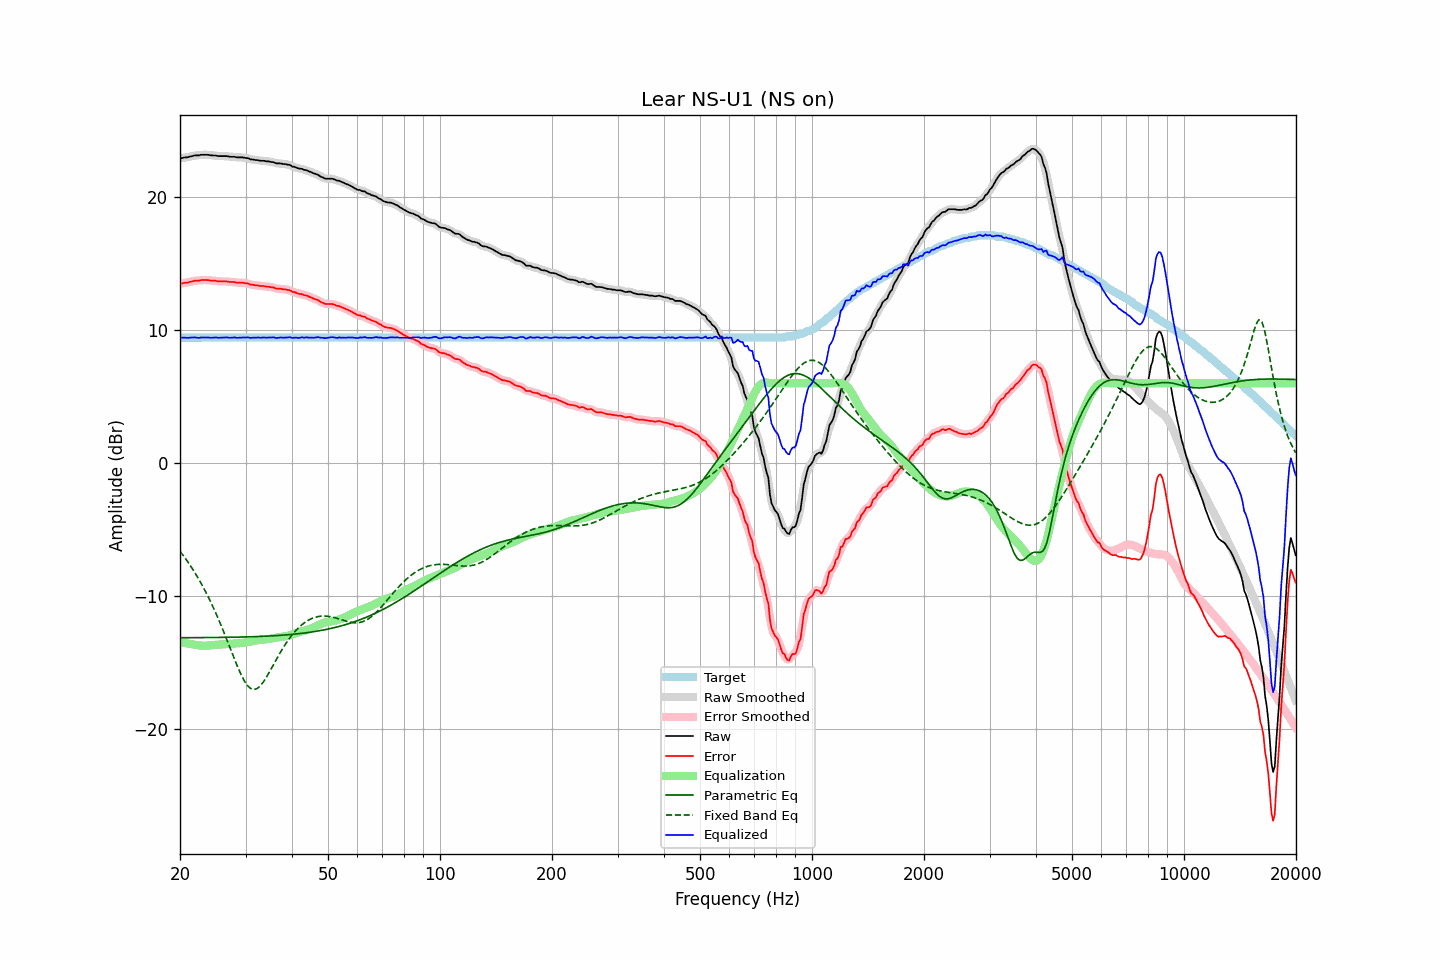 Lear NS-U1 (NS on)
Amplitude (dBr)
20
10
0
−10
−20
Target
Raw Smoothed
Error Smoothed
Raw
Error
Equalization
Parametric Eq
Fixed Band Eq
Equalized
20 50 100 200 500 1000 2000 5000 10000 20000
Frequency (Hz)